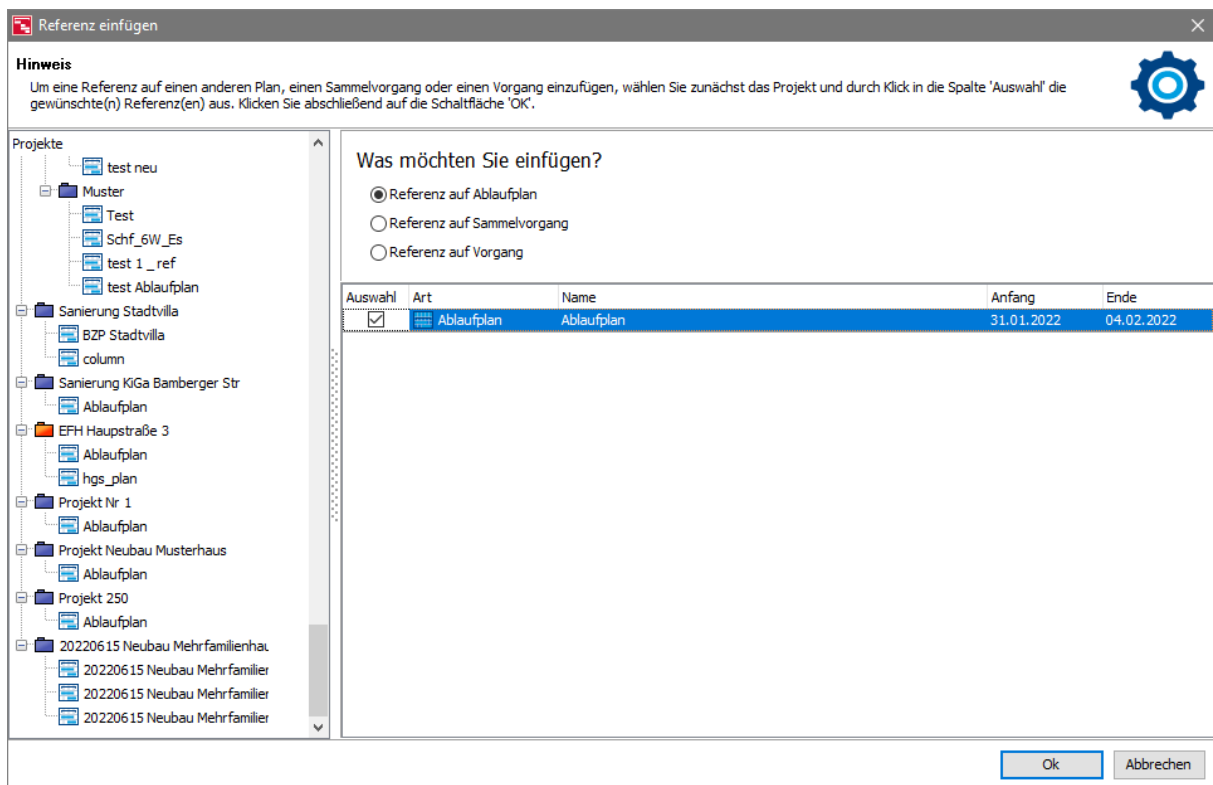 Referenz einfügen
Hinweis
Um eine Referenz auf einen anderen Plan, einen Sammelvorgang oder einen Vorgang einzufügen, wählen Sie zunächst das Projekt und durch Klick in die Spalte 'Auswahl' die
gewünschte(n) Referenz(en) aus. Klicken Sie abschließend auf die Schaltfläche 'OK'.
Projekte
test neu
Muster
Test
Schf_6W_Es
test 1 _ref
test Ablaufplan
Sanierung Stadtvilla
BZP Stadtvilla
column
Sanierung KiGa Bamberger Str
Ablaufplan
EFH Haupstraße 3
Ablaufplan
hgs_plan
Projekt Nr 1
Ablaufplan
Projekt Neubau Musterhaus
Ablaufplan
Projekt 250
Ablaufplan
20220615 Neubau Mehrfamilienhau
20220615 Neubau Mehrfamilier
20220615 Neubau Mehrfamilier
20220615 Neubau Mehrfamilier
Was möchten Sie einfügen?
Referenz auf Ablaufplan
Referenz auf Sammelvorgang
Referenz auf Vorgang
Auswahl Art Name Anfang Ende
Ablaufplan Ablaufplan 31.01.2022 04.02.2022
Ok Abbrechen